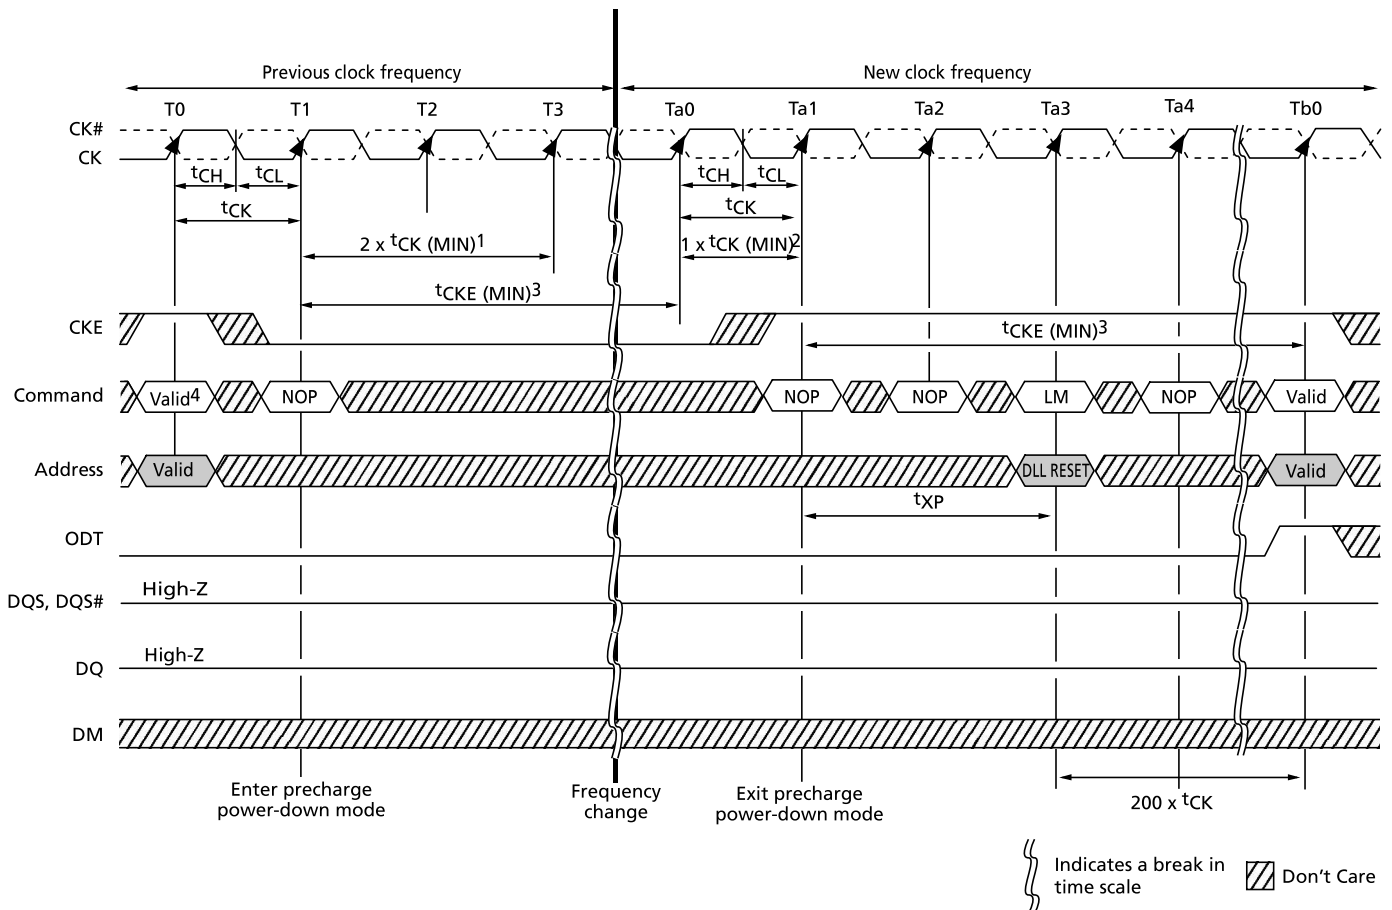 Previous clock frequency New clock frequency
T0 T1 T2 T3 Ta0 Ta1 Ta2 Ta3 Ta4 Tb0
CK#
CK
tCH tCL tCH tCL
tCK tCK
2 x tCK (MIN)1 1 x tCK (MIN)2
tCKE (MIN)3
CKE tCKE (MIN)3
Command Valid4 NOP NOP NOP LM NOP Valid
Address Valid DLL RESET Valid
tXP
ODT
High-Z
DQS, DQS#
High-Z
DQ
DM
Enter precharge
power-down mode
Frequency
change
Exit precharge
power-down mode
200 x tCK
Indicates a break in
time scale
Don't Care